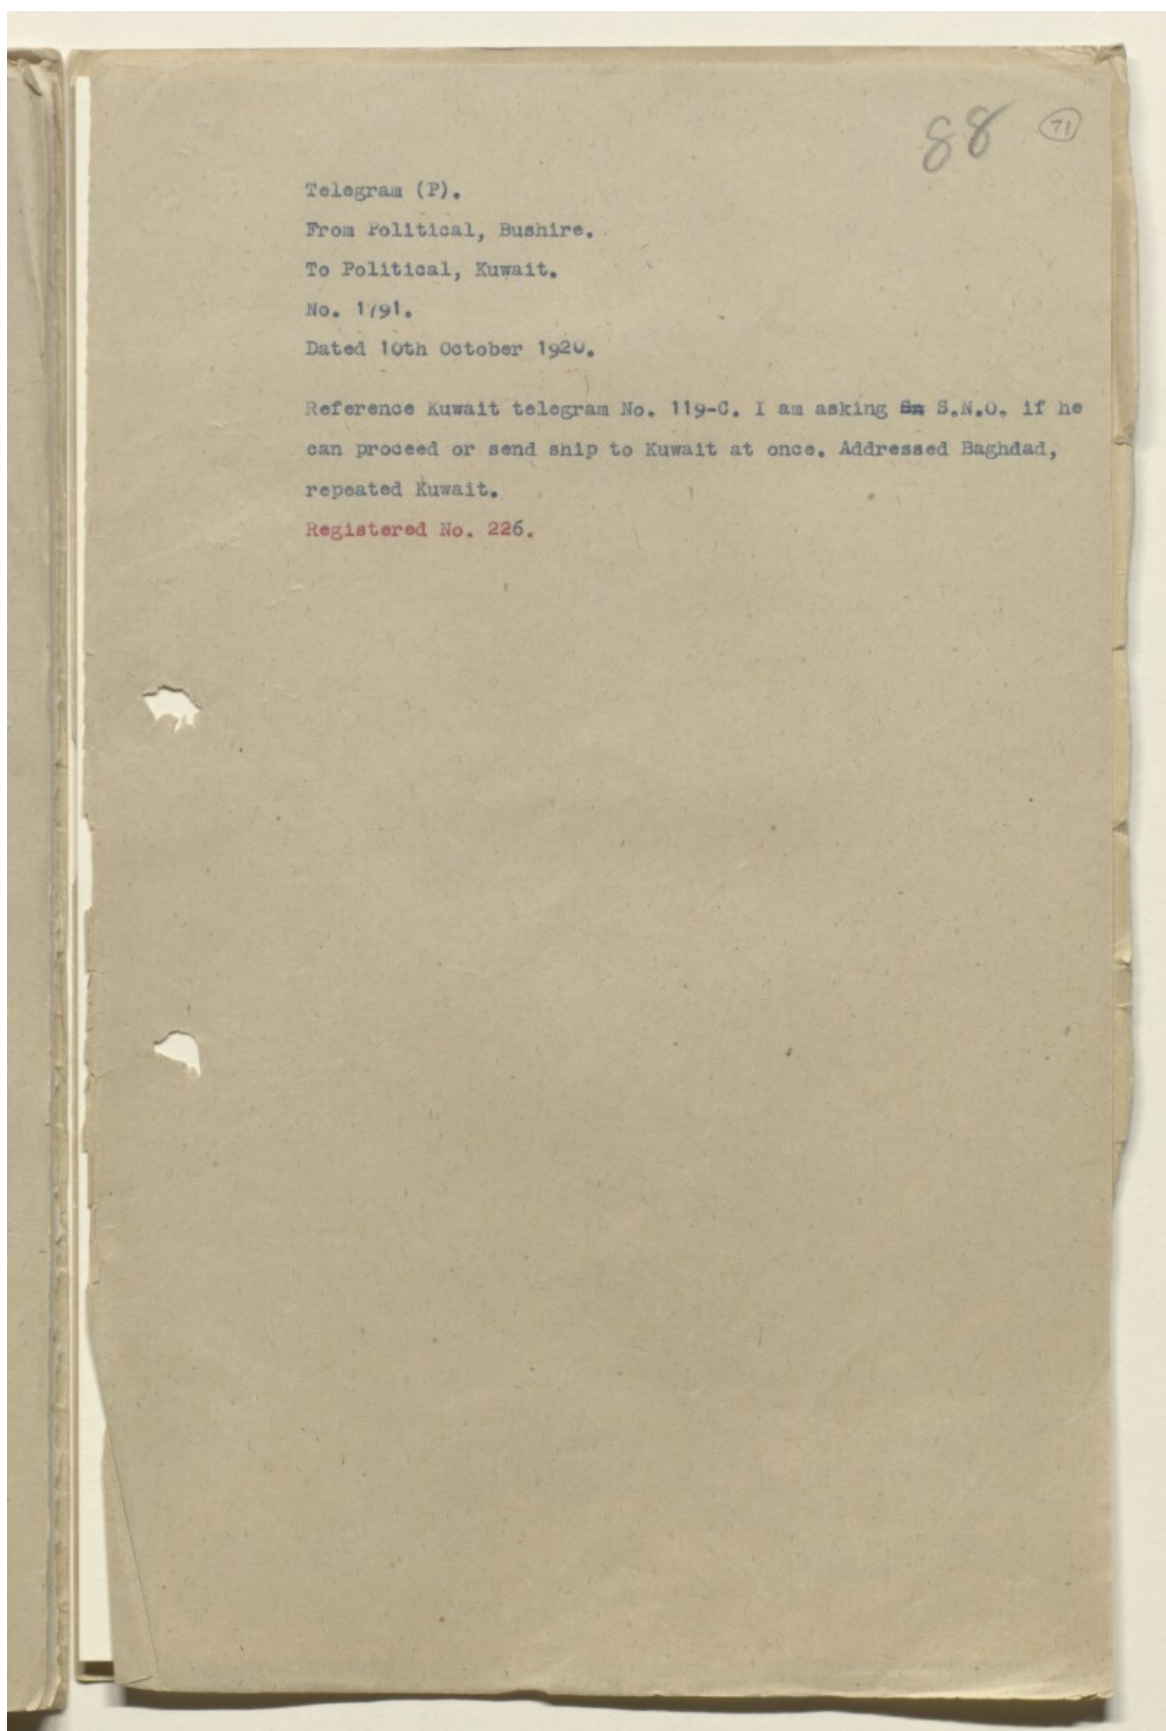 88 71
Telegram (P).
From Political, Bushire.
To Political, Kuwait.
No. 1791.
Dated 10th October 1920.
Reference Kuwait telegram No. 119-C. I am asking Sn S.N.O. if he
can proceed or send ship to Kuwait at once. Addressed Baghdad,
repeated Kuwait.
Registered No. 226.